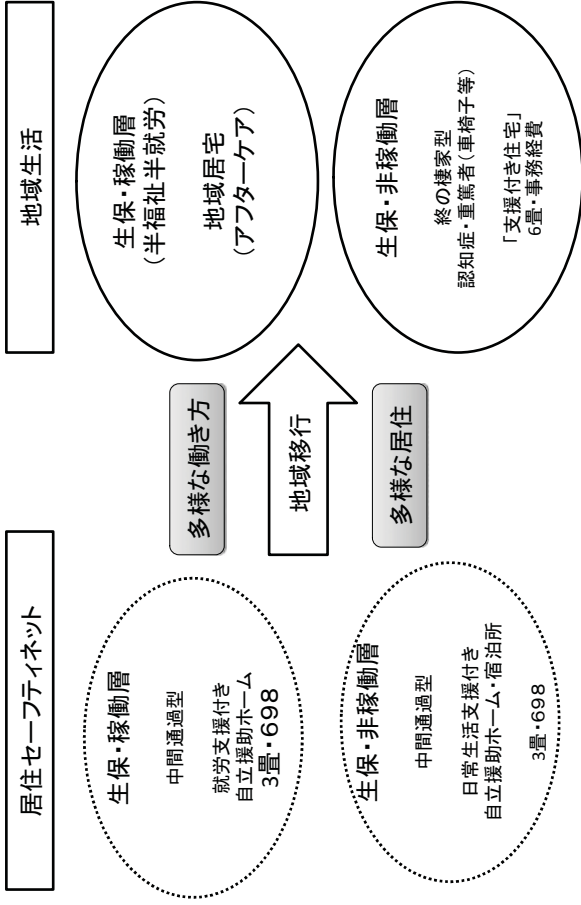 居住セーフティネット
生保・稼働層
中間通過型
就労支援付き
自立援助ホーム
3畳・698
生保・非稼働層
中間通過型
日常生活支援付き
自立援助ホーム・宿泊所
3畳・698
多様な働き方
地域移行
多様な居住
地域生活
生保・稼働層
(半福祉半就労)
地域居宅
(アフターケア)
生保・非稼働層
終の棲家型
認知症・重篤者(車椅子等)
「支援付き住宅」
6畳・事務経費